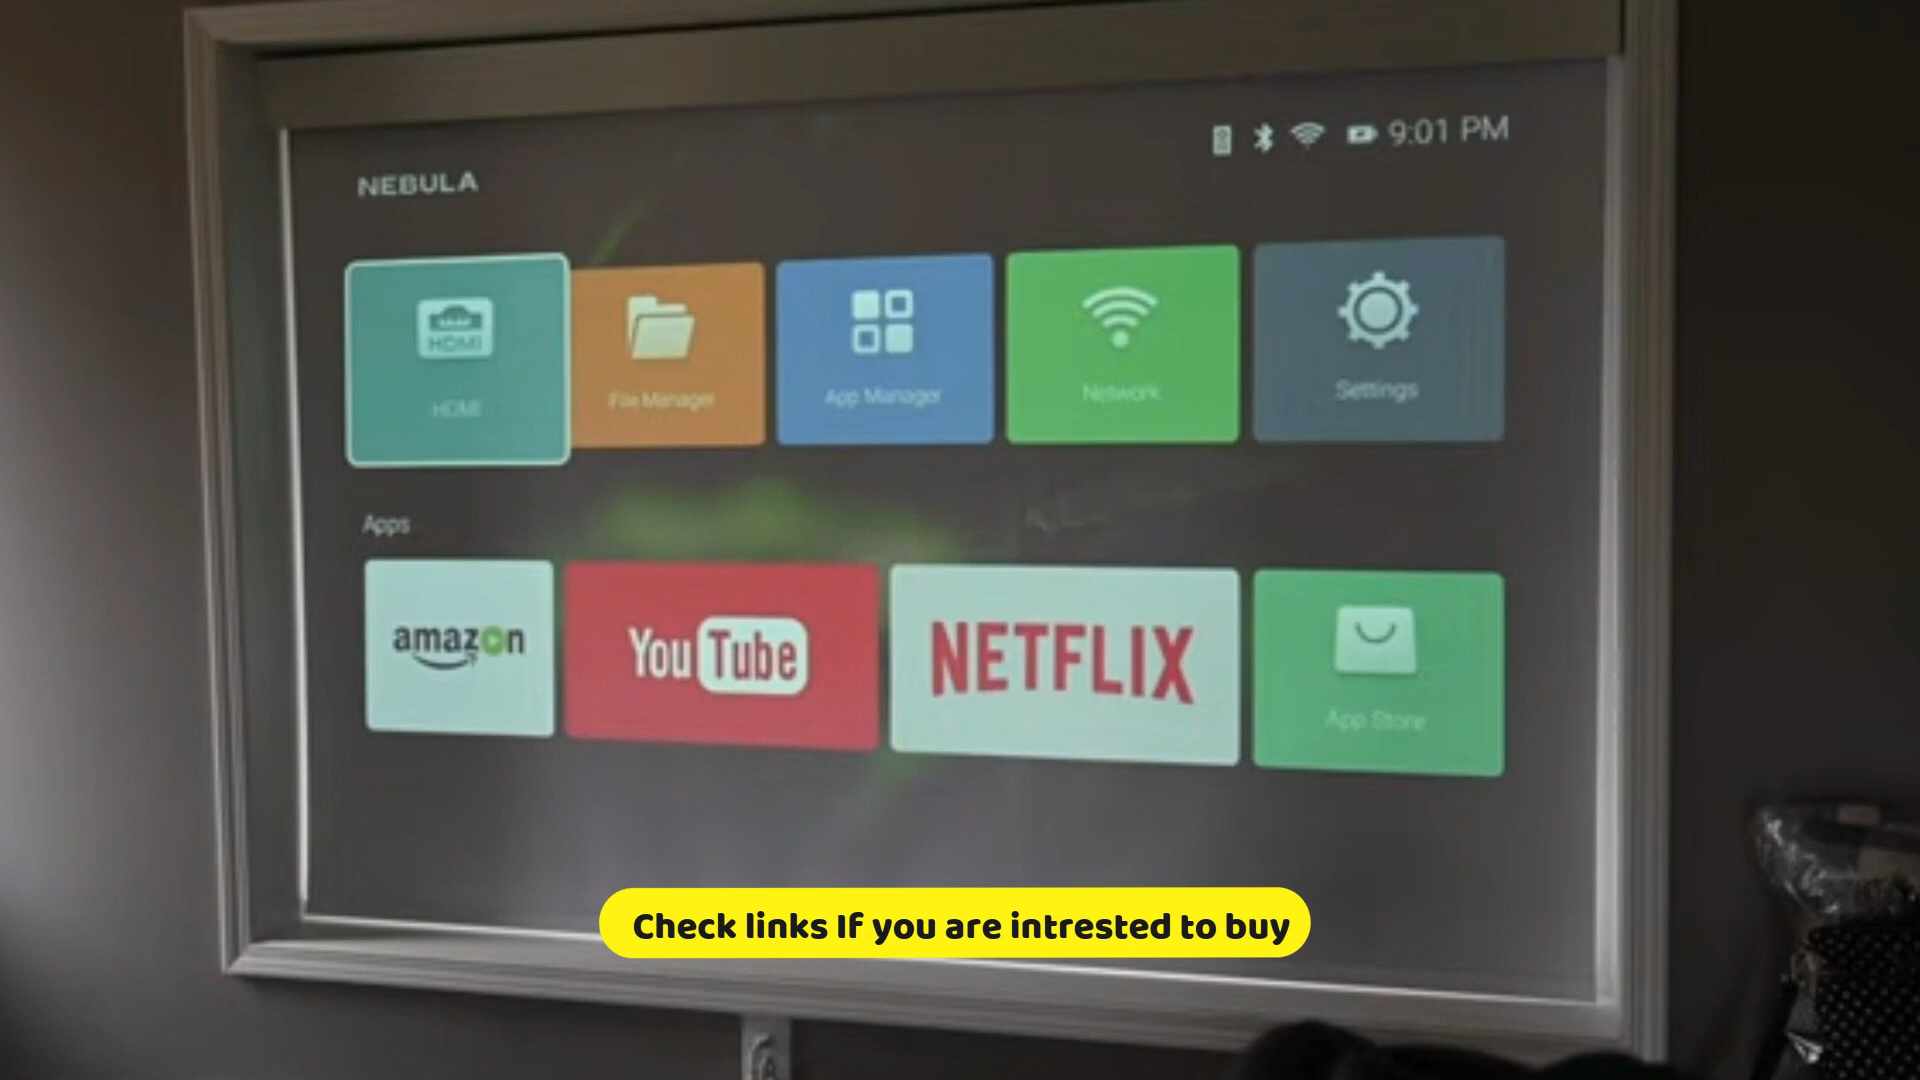 9:01 PM
NEBULA
HDMI
HDMI
File Manager
App Manager
Network
Settings
Apps
amazon
YouTube
NETFLIX
App Store
Check links If you are intrested to buy